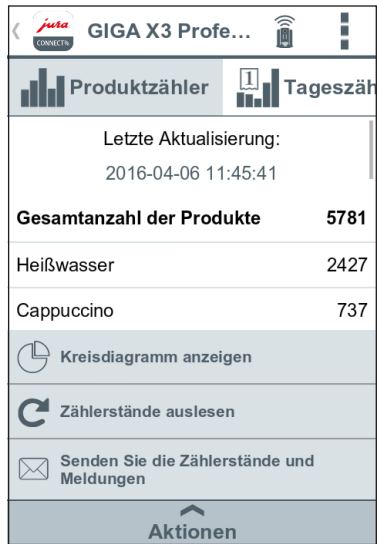 jura
CONNECT®
GIGA X3 Profe...
Produktzähler
1
Tageszäh
Letzte Aktualisierung:
2016-04-06 11:45:41
Gesamtanzahl der Produkte 5781
Heißwasser 2427
Cappuccino 737
Kreisdiagramm anzeigen
Zählerstände auslesen
Senden Sie die Zählerstände und
Meldungen
Aktionen